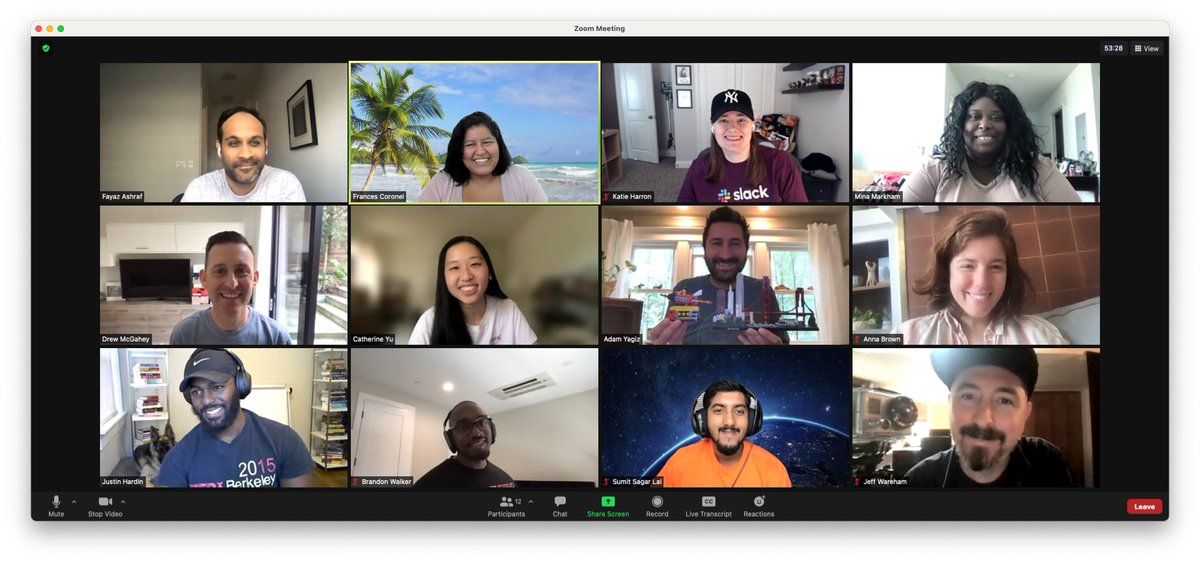 Zoom Meeting
53:28 View
Fayaz Ashraf
Frances Coronel
NY
slack
Katie Harron
Mina Markham
Drew McGahey
Catherine Yu
Adam Yagiz
Anna Brown
2015
Berkeley
Justin Hardin
Brandon Walker
Sumit Sagar Lal
Jeff Wareham
12
CC
Mute
Stop Video
Participants
Chat
Share Screen
Record
Live Transcript
Reactions
Leave